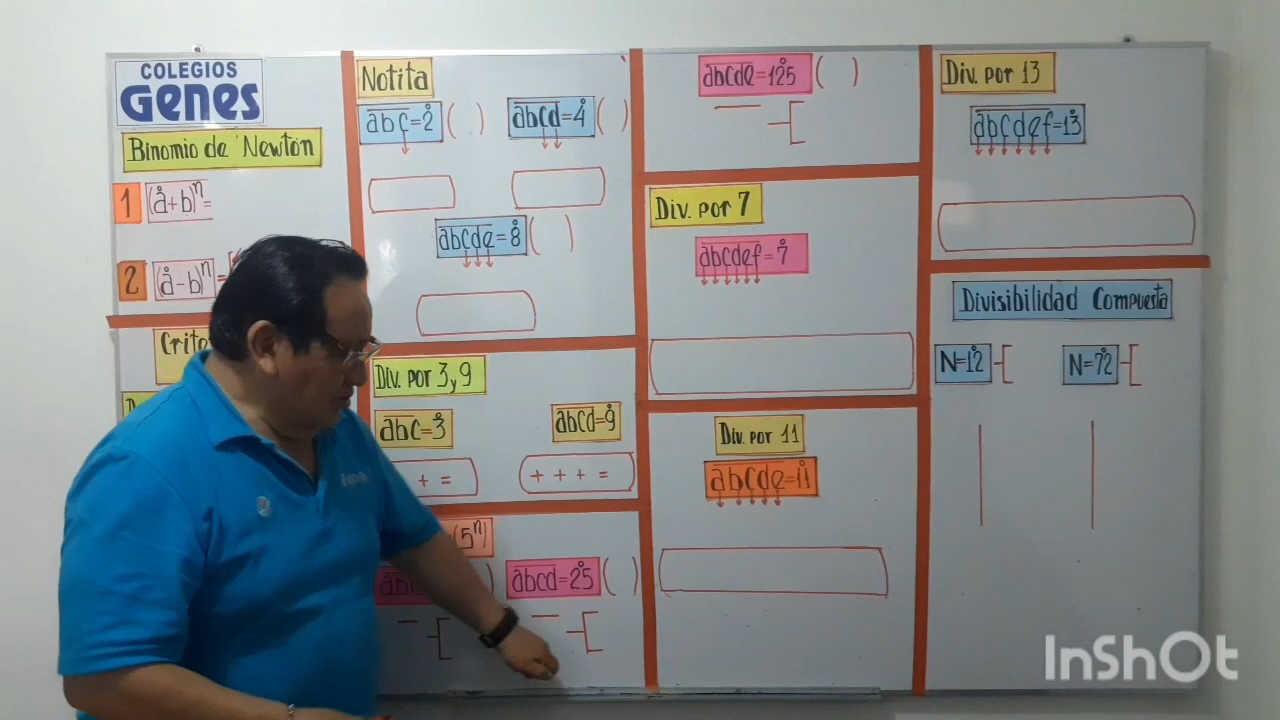 COLEGIOS
GENES
Binomio de Newton
1 (å+b)ⁿ=
2 (å-b)ⁿ=
Notita
abc=2̊ ( )
abcd=4̊ ( )
abcde=8̊ ( )
Div. por 3 y 9
abc=3̊
abcd=9̊
+ =
+ + + =
(5ⁿ)
abcd=25̊ ( )
abcde=125̊ ( )
Div. por 7
abcdef=7̊
Div. por 11
abcde=11̊
Div. por 13
abcdef=13̊
Divisibilidad Compuesta
N=12̊
N=72̊
InShOt